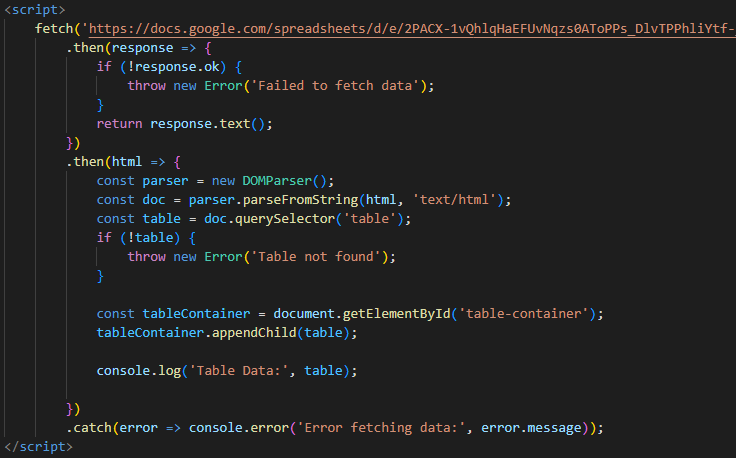 <script>
fetch('https://docs.google.com/spreadsheets/d/e/2PACX-1vQhlqHaEFUvNqzs0AToPPs_DlvTPPhliYtf-
.then(response => {
if (!response.ok) {
throw new Error('Failed to fetch data');
}
return response.text();
})
.then(html => {
const parser = new DOMParser();
const doc = parser.parseFromString(html, 'text/html');
const table = doc.querySelector('table');
if (!table) {
throw new Error('Table not found');
}
const tableContainer = document.getElementById('table-container');
tableContainer.appendChild(table);
console.log('Table Data:', table);
})
.catch(error => console.error('Error fetching data:', error.message));
</script>